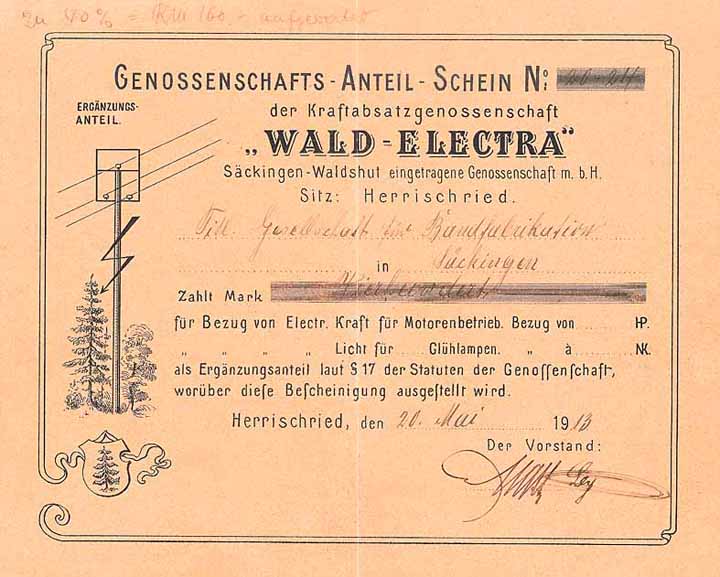 zu 40% = RM 160.- aufgewertet
GENOSSENSCHAFTS-ANTEIL-SCHEIN No:
ERGÄNZUNGS-
ANTEIL.
der Kraftabsatzgenossenschaft
„WALD-ELECTRA“
Säckingen-Waldshut eingetragene Genossenschaft m. b. H.
Sitz: Herrischried.
Titl. Gesellschaft für Bandfabrikation
in Säckingen
Zahlt Mark Vierhundert
für Bezug von Electr. Kraft für Motorenbetrieb. Bezug von HP.
„ „ „ „ Licht für Glühlampen. „ à NK.
als Ergänzungsanteil laut § 17 der Statuten der Genoſſenſchaft,
worüber dieſe Beſcheinigung ausgeſtellt wird.
Herrischried, den 20. Mai 1913
Der Vorstand: